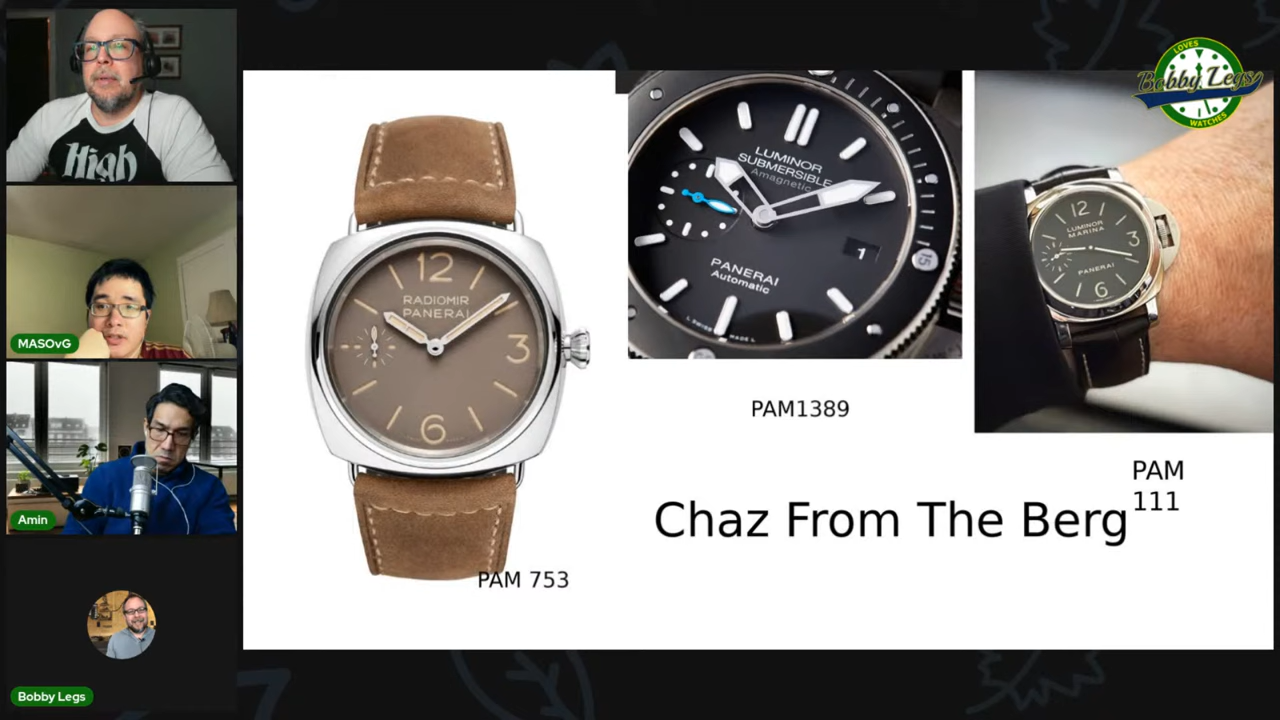 High
MASOvG
Amin
Bobby Legs
12
RADIOMIR
PANERAI
3
6
PAM 753
LUMINOR
SUBMERSIBLE
Amagnetic
1
15
PANERAI
Automatic
PAM1389
LOVES
Bobby Legs
WATCHES
12
LUMINOR
MARINA
3
PANERAI
6
PAM
111
Chaz From The Berg